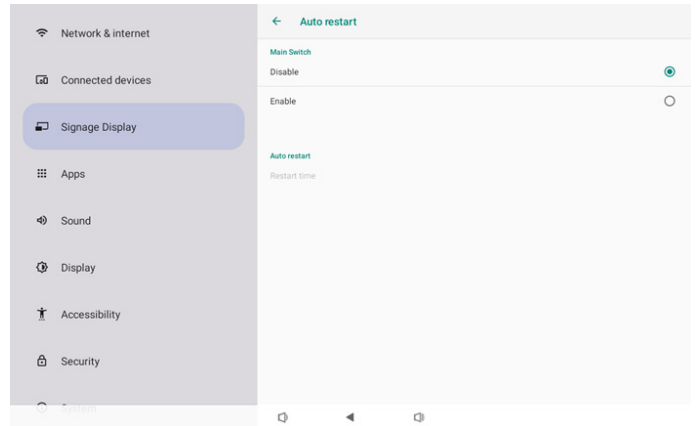 Network & internet
Connected devices
Signage Display
Apps
Sound
Display
Accessibility
Security
System
Auto restart
Main Switch
Disable
Enable
Auto restart
Restart time